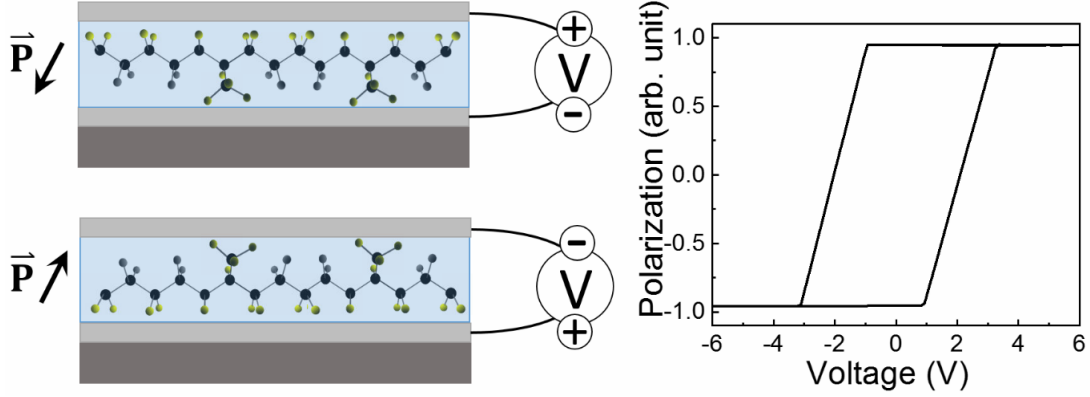 P
+
V
−
P
−
V
+
Polarization (arb. unit)
1.0
0.5
0.0
-0.5
-1.0
-6 -4 -2 0 2 4 6
Voltage (V)